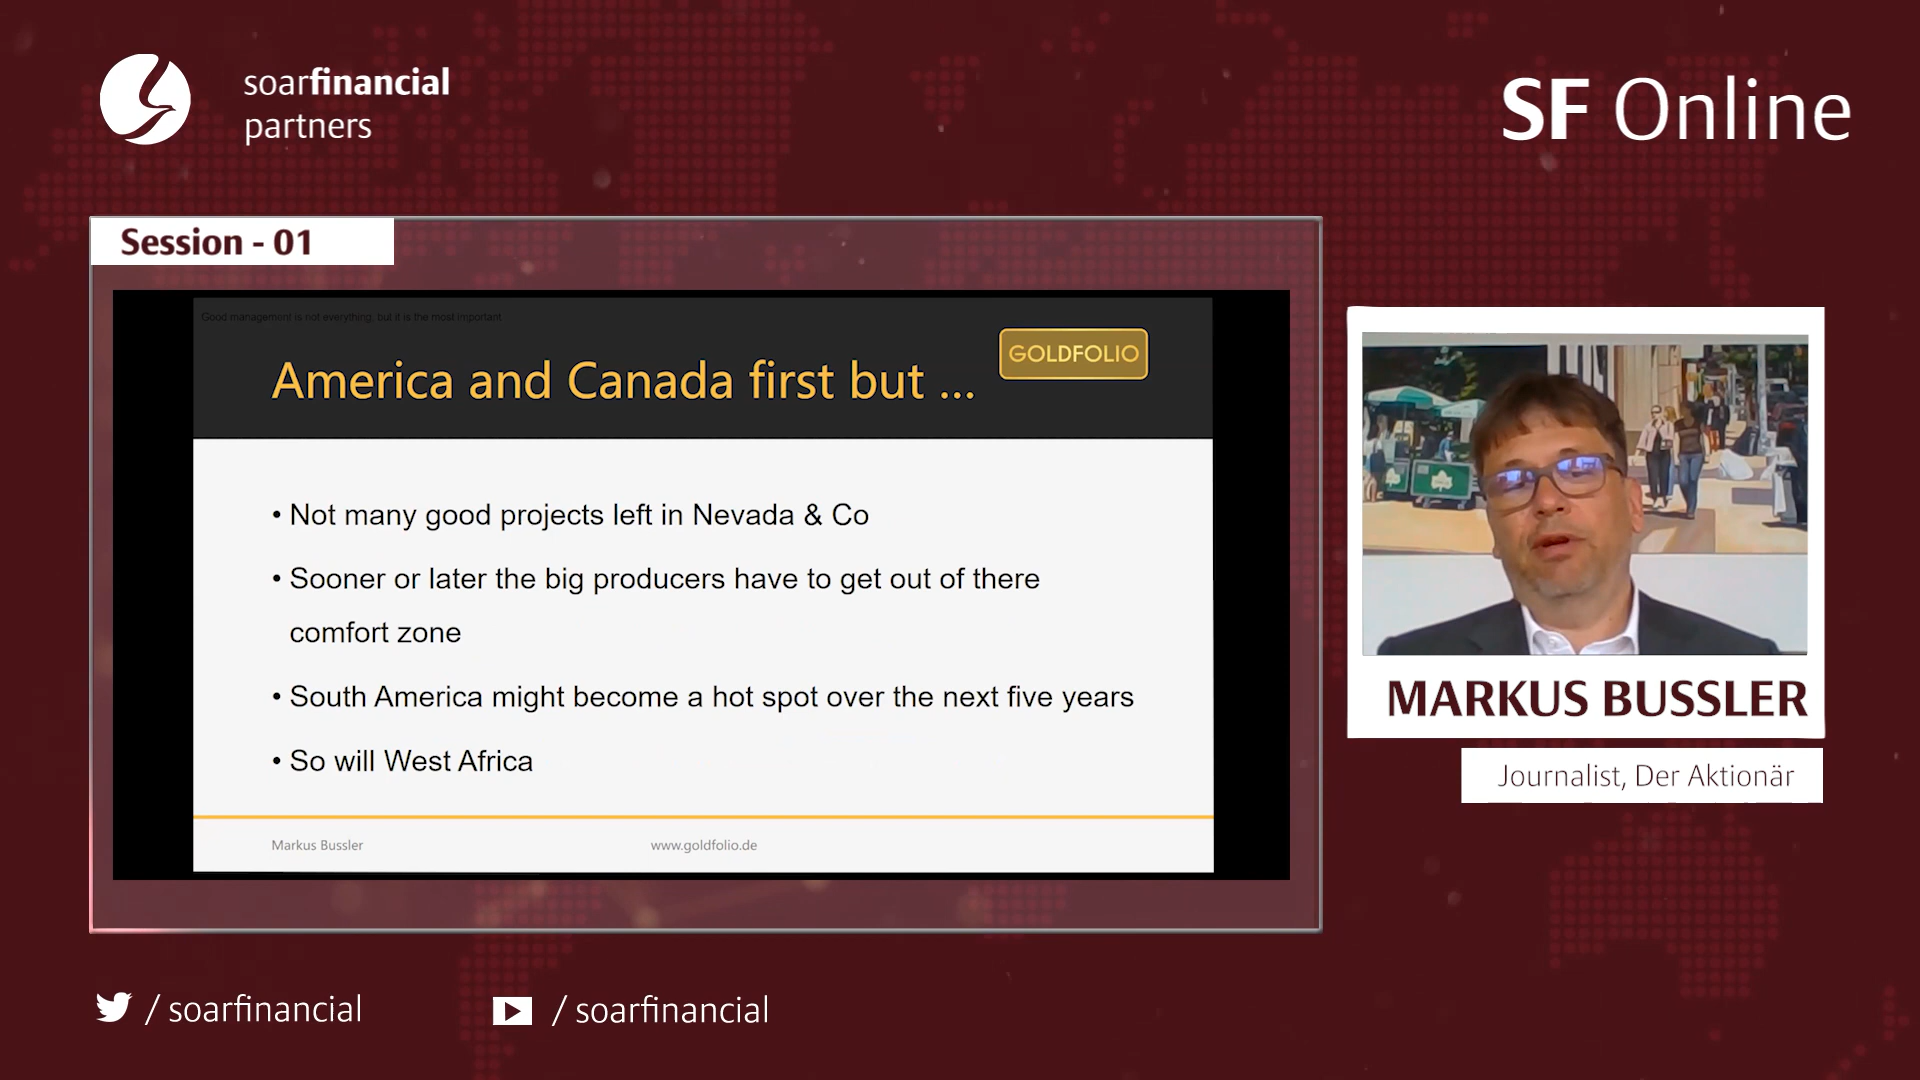 soarfinancial
partners
SF Online
Session - 01
Good management is not everything, but it is the most important
America and Canada first but ...
GOLDFOLIO
• Not many good projects left in Nevada & Co
• Sooner or later the big producers have to get out of there
comfort zone
• South America might become a hot spot over the next five years
• So will West Africa
Markus Bussler
www.goldfolio.de
MARKUS BUSSLER
Journalist, Der Aktionär
/ soarfinancial
/ soarfinancial